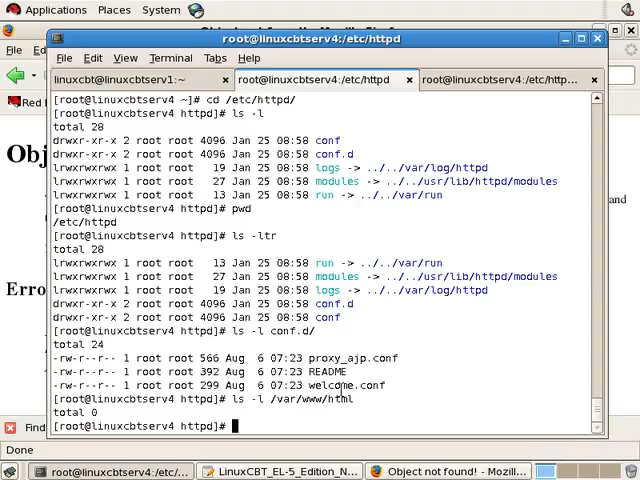 Applications Places System
root@linuxcbtserv4:/etc/httpd
File Edit View Terminal Tabs Help
linuxcbt@linuxcbtserv1:~ root@linuxcbtserv4:/etc/httpd root@linuxcbtserv4:/etc/http...
[root@linuxcbtserv4 ~]# cd /etc/httpd/
[root@linuxcbtserv4 httpd]# ls -l
total 28
drwxr-xr-x 2 root root 4096 Jan 25 08:58 conf
drwxr-xr-x 2 root root 4096 Jan 25 08:58 conf.d
lrwxrwxrwx 1 root root   19 Jan 25 08:58 logs -> ../../var/log/httpd
lrwxrwxrwx 1 root root   27 Jan 25 08:58 modules -> ../../usr/lib/httpd/modules
lrwxrwxrwx 1 root root   13 Jan 25 08:58 run -> ../../var/run
[root@linuxcbtserv4 httpd]# pwd
/etc/httpd
[root@linuxcbtserv4 httpd]# ls -ltr
total 28
lrwxrwxrwx 1 root root   13 Jan 25 08:58 run -> ../../var/run
lrwxrwxrwx 1 root root   27 Jan 25 08:58 modules -> ../../usr/lib/httpd/modules
lrwxrwxrwx 1 root root   19 Jan 25 08:58 logs -> ../../var/log/httpd
drwxr-xr-x 2 root root 4096 Jan 25 08:58 conf.d
drwxr-xr-x 2 root root 4096 Jan 25 08:58 conf
[root@linuxcbtserv4 httpd]# ls -l conf.d/
total 24
-rw-r--r-- 1 root root 566 Aug  6 07:23 proxy_ajp.conf
-rw-r--r-- 1 root root 392 Aug  6 07:23 README
-rw-r--r-- 1 root root 299 Aug  6 07:23 welcome.conf
[root@linuxcbtserv4 httpd]# ls -l /var/www/html
total 0
[root@linuxcbtserv4 httpd]#
File
Red
Obj
and
Erro
Find
Done
root@linuxcbtserv4:/etc/... LinuxCBT_EL-5_Edition_N... Object not found! - Mozill...